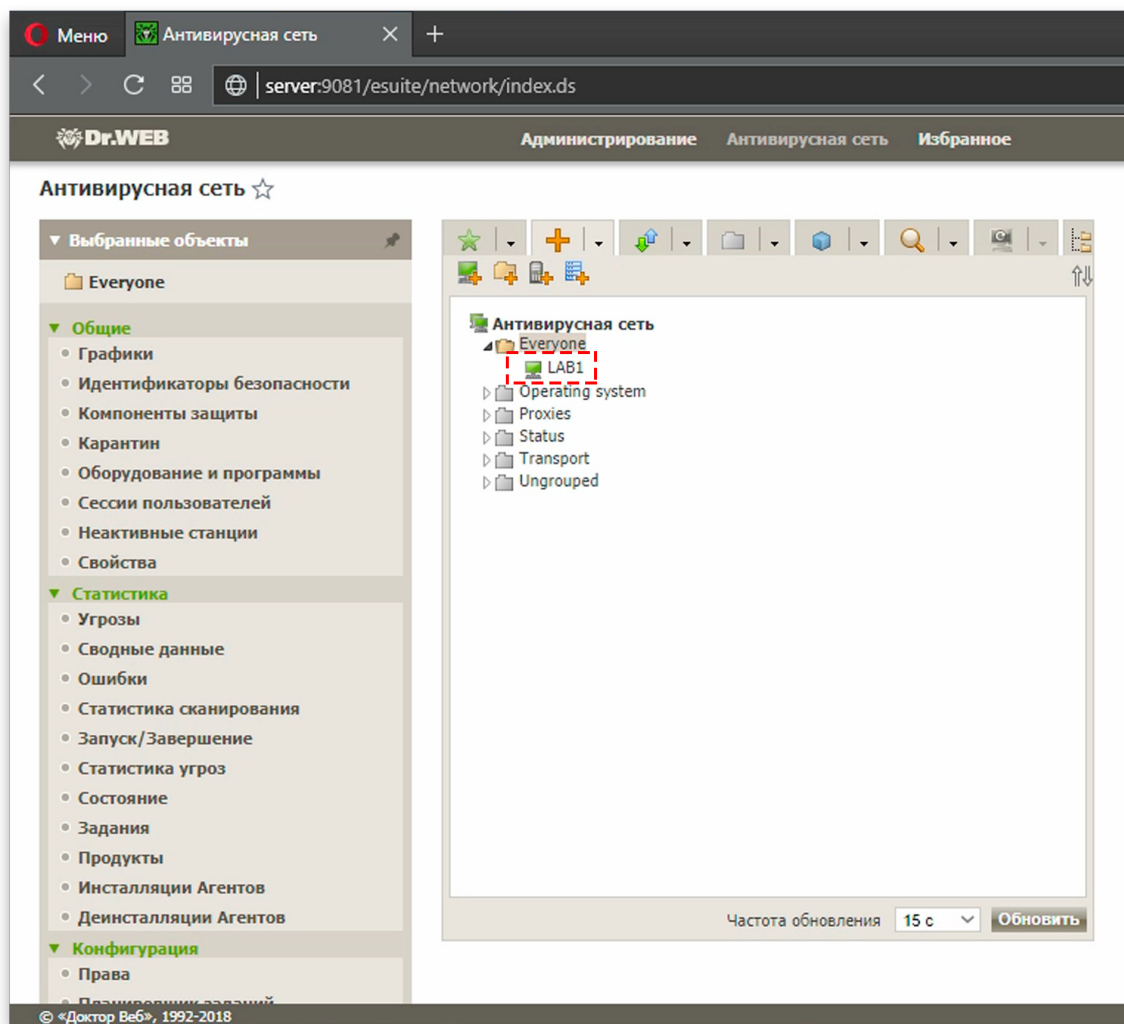 Меню
Антивирусная сеть
server:9081/esuite/network/index.ds
Dr.WEB
Администрирование Антивирусная сеть Избранное
Антивирусная сеть
Выбранные объекты
Everyone
Общие
Графики
Идентификаторы безопасности
Компоненты защиты
Карантин
Оборудование и программы
Сессии пользователей
Неактивные станции
Свойства
Статистика
Угрозы
Сводные данные
Ошибки
Статистика сканирования
Запуск/Завершение
Статистика угроз
Состояние
Задания
Продукты
Инсталляции Агентов
Деинсталляции Агентов
Конфигурация
Права
Планировщик заданий
Антивирусная сеть
Everyone
LAB1
Operating system
Proxies
Status
Transport
Ungrouped
Частота обновления 15 с Обновить
© «Доктор Веб», 1992-2018